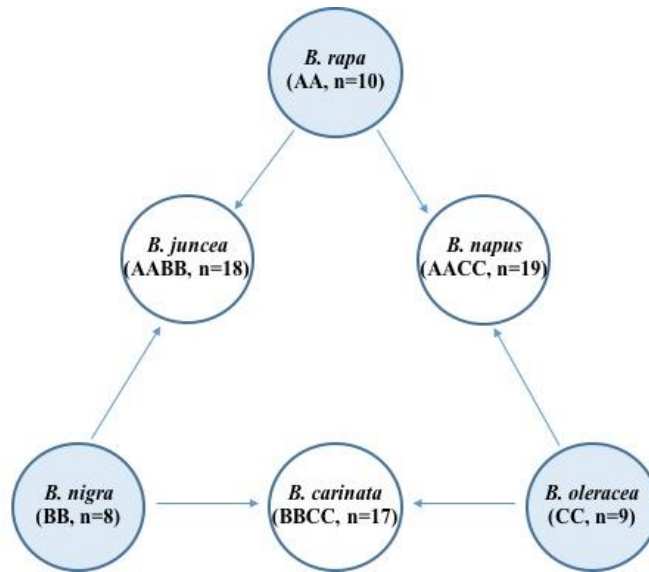 B. rapa
(AA, n=10)
B. juncea
(AABB, n=18)
B. napus
(AACC, n=19)
B. nigra
(BB, n=8)
B. carinata
(BBCC, n=17)
B. oleracea
(CC, n=9)